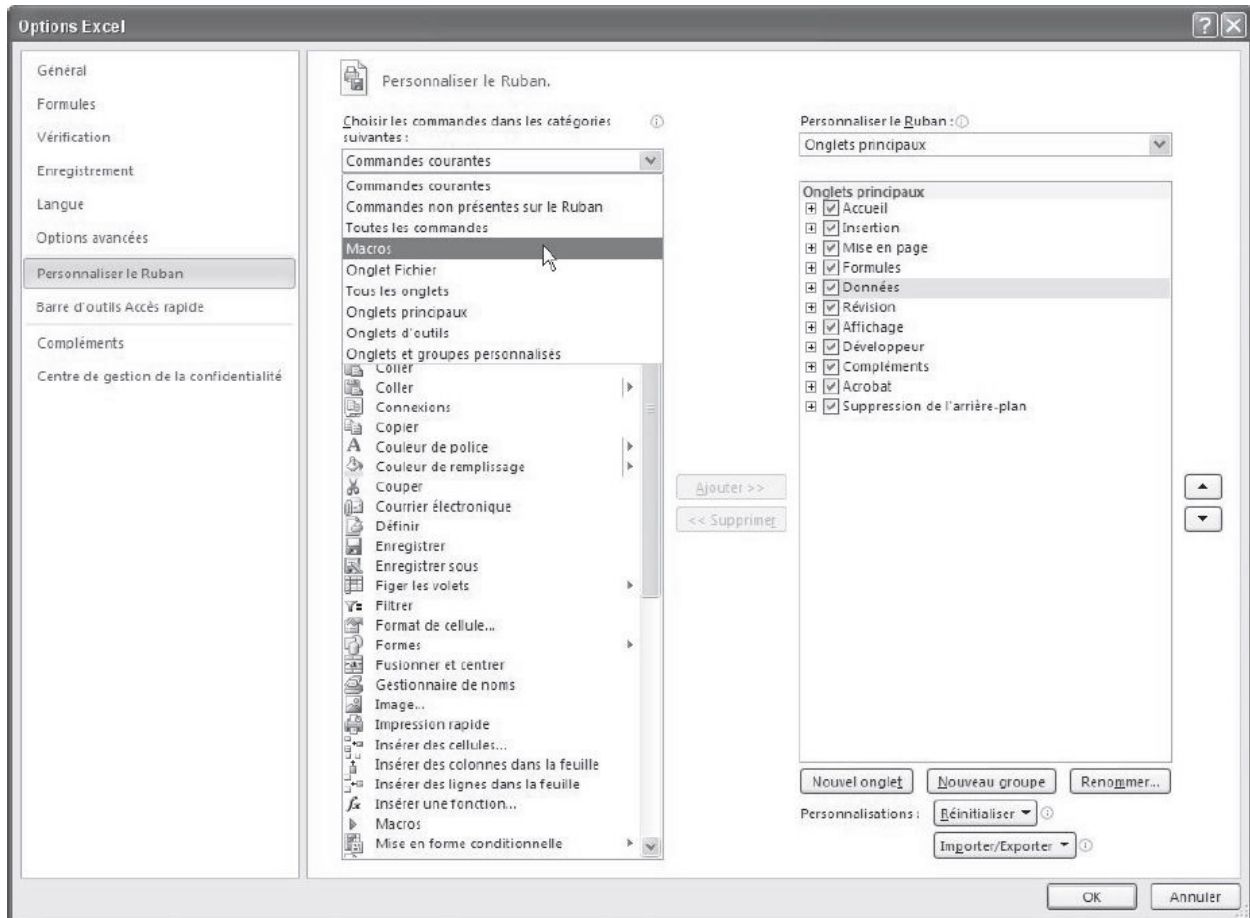 Options Excel
Général
Formules
Vérification
Enregistrement
Langue
Options avancées
Personnaliser le Ruban
Barre d'outils Accès rapide
Compléments
Centre de gestion de la confidentialité
Personnaliser le Ruban.
Choisir les commandes dans les catégories
suivantes :
Commandes courantes
Commandes courantes
Commandes non présentes sur le Ruban
Toutes les commandes
Macros
Onglet Fichier
Tous les onglets
Onglets principaux
Onglets d'outils
Onglets et groupes personnalisés
Coller
Coller
Connexions
Copier
Couleur de police
Couleur de remplissage
Couper
Courrier électronique
Définir
Enregistrer
Enregistrer sous
Figer les volets
Filtrer
Format de cellule...
Formes
Fusionner et centrer
Gestionnaire de noms
Image...
Impression rapide
Insérer des cellules...
Insérer des colonnes dans la feuille
Insérer des lignes dans la feuille
Insérer une fonction...
Macros
Mise en forme conditionnelle
Ajouter >>
<< Supprimer
Personnaliser le Ruban :
Onglets principaux
Onglets principaux
Accueil
Insertion
Mise en page
Formules
Données
Révision
Affichage
Développeur
Compléments
Acrobat
Suppression de l'arrière-plan
Nouvel onglet Nouveau groupe Renommer...
Personnalisations : Réinitialiser
Importer/Exporter
OK Annuler